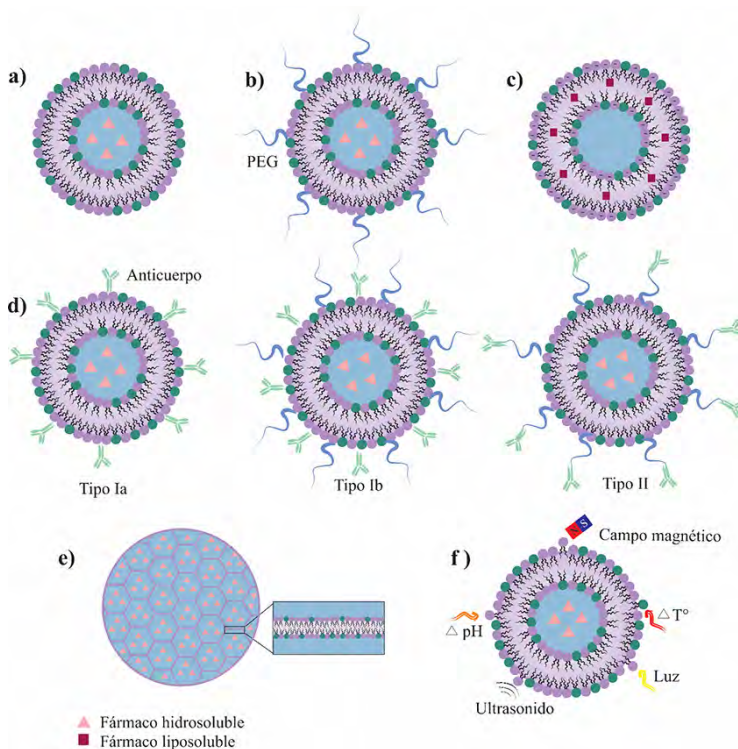 a)
b)
c)
PEG
d)
Anticuerpo
Tipo Ia
Tipo Ib
Tipo II
e)
f)
S
Campo magnético
△ pH
△ T°
Luz
Ultrasonido
Fármaco hidrosoluble
Fármaco liposoluble